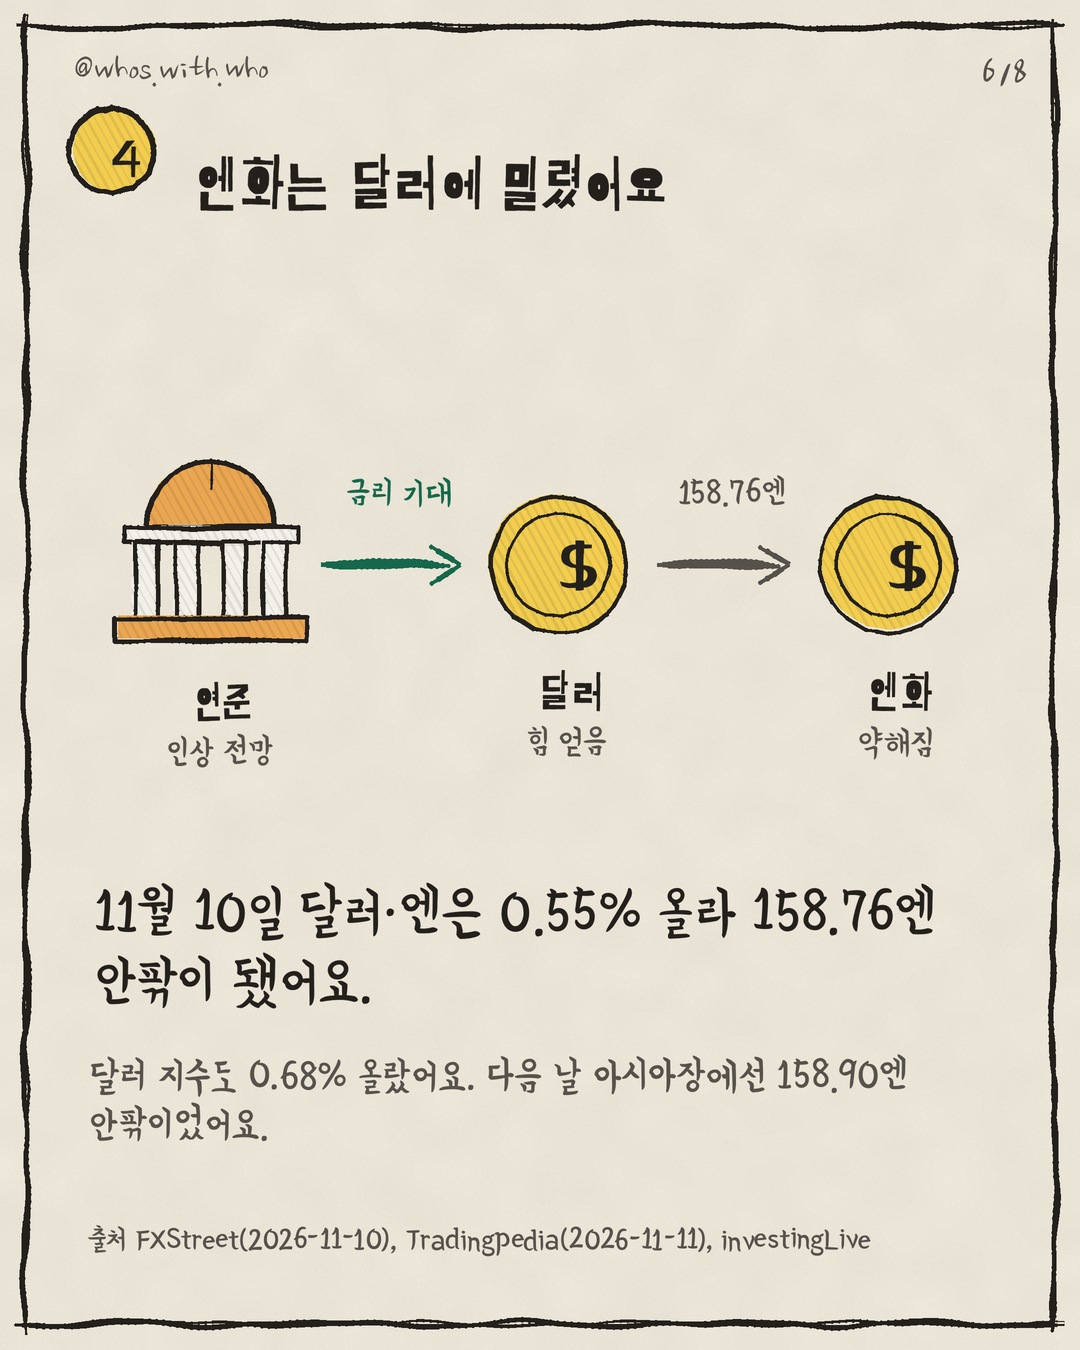 @whos.with.who
6/8
4
엔화는 달러에 밀렸어요
금리 기대
158.76엔
$
$
연준
달러
엔화
인상 전망
힘 얻음
약해짐
11월 10일 달러·엔은 0.55% 올라 158.76엔
안팎이 됐어요.
달러 지수도 0.68% 올랐어요. 다음 날 아시아장에선 158.90엔
안팎이었어요.
출처 FXStreet(2026-11-10), Tradingpedia(2026-11-11), investingLive